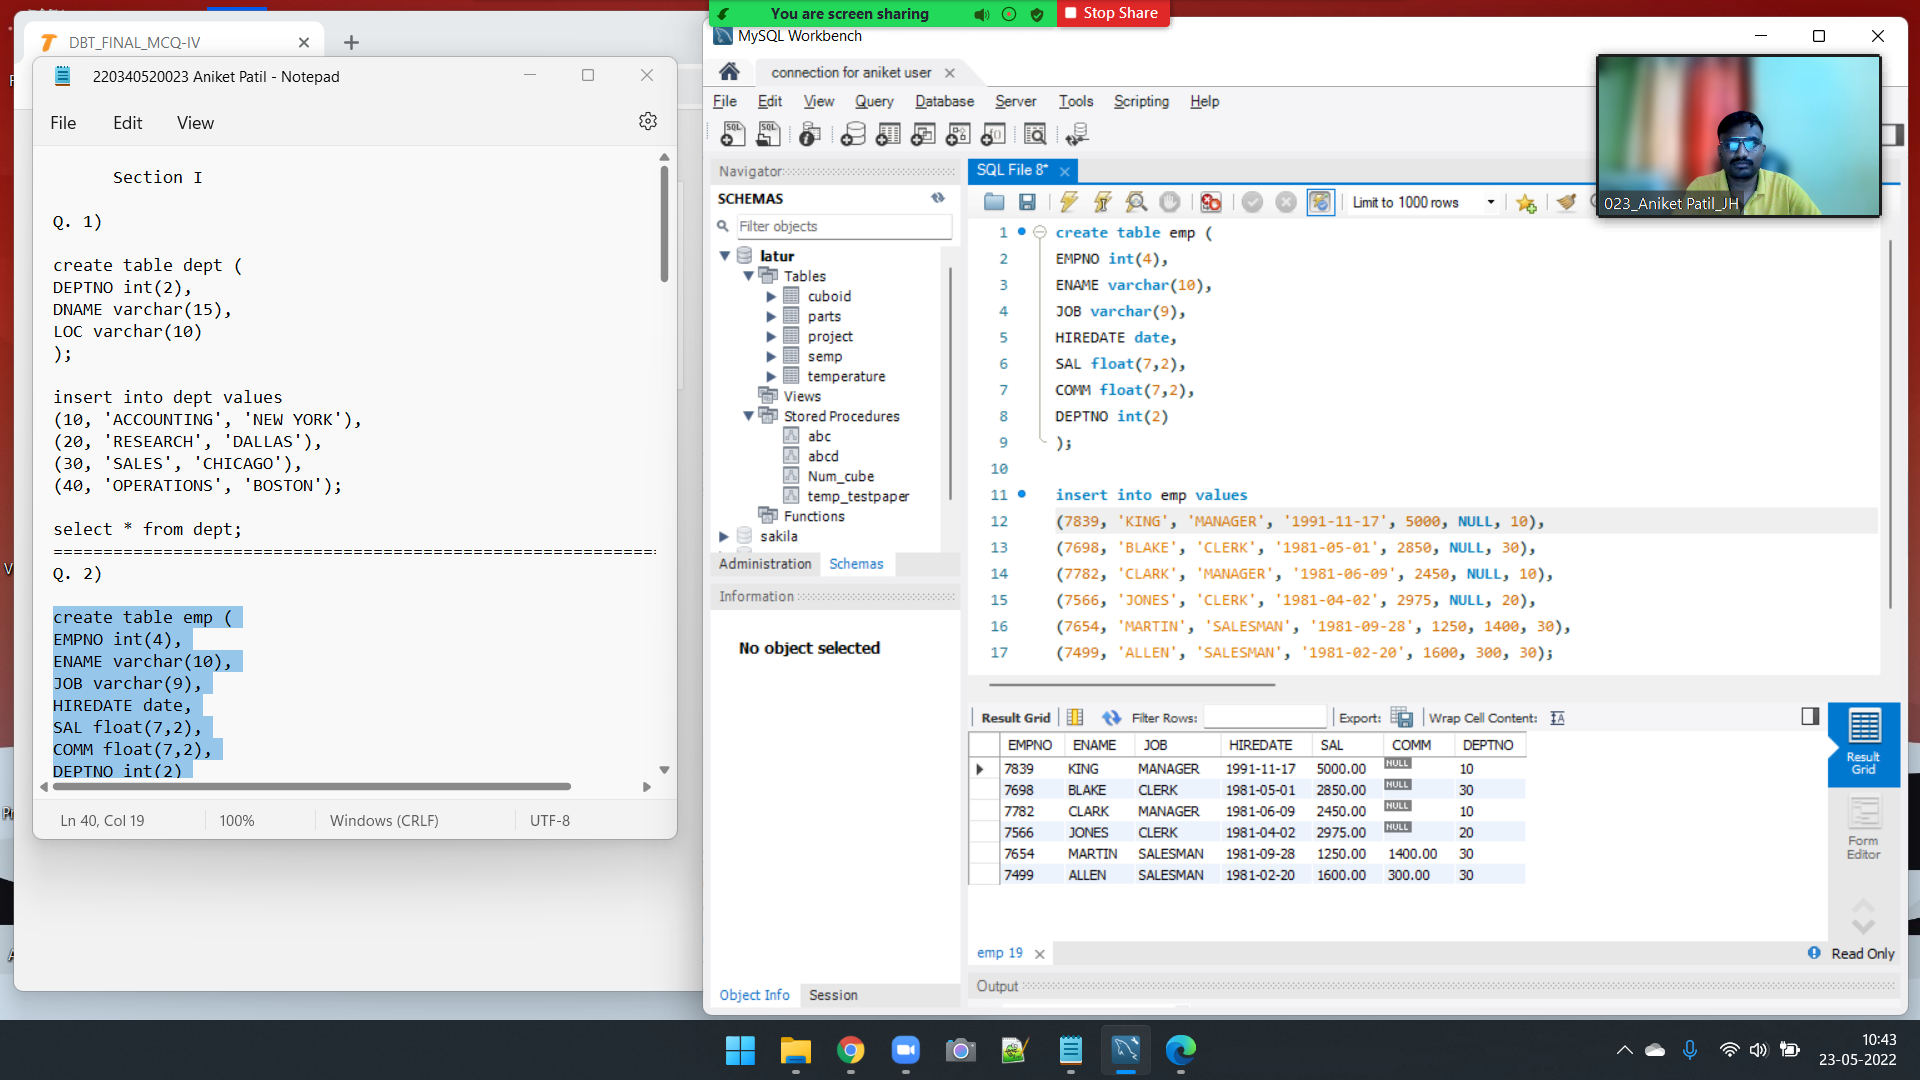 You are screen sharing
Stop Share
DBT_FINAL_MCQ-IV
220340520023 Aniket Patil - Notepad
File Edit View
Section I
Q. 1)
create table dept (
DEPTNO int(2),
DNAME varchar(15),
LOC varchar(10)
);
insert into dept values
(10, 'ACCOUNTING', 'NEW YORK'),
(20, 'RESEARCH', 'DALLAS'),
(30, 'SALES', 'CHICAGO'),
(40, 'OPERATIONS', 'BOSTON');
select * from dept;
============================================================
Q. 2)
create table emp (
EMPNO int(4),
ENAME varchar(10),
JOB varchar(9),
HIREDATE date,
SAL float(7,2),
COMM float(7,2),
DEPTNO int(2)
Ln 40, Col 19 100% Windows (CRLF) UTF-8
MySQL Workbench
connection for aniket user
File Edit View Query Database Server Tools Scripting Help
Navigator
SCHEMAS
Filter objects
latur
Tables
cuboid
parts
project
semp
temperature
Views
Stored Procedures
abc
abcd
Num_cube
temp_testpaper
Functions
sakila
Administration Schemas
Information
No object selected
Object Info Session
SQL File 8*
Limit to 1000 rows
1 create table emp (
2 EMPNO int(4),
3 ENAME varchar(10),
4 JOB varchar(9),
5 HIREDATE date,
6 SAL float(7,2),
7 COMM float(7,2),
8 DEPTNO int(2)
9 );
10
11 insert into emp values
12 (7839, 'KING', 'MANAGER', '1991-11-17', 5000, NULL, 10),
13 (7698, 'BLAKE', 'CLERK', '1981-05-01', 2850, NULL, 30),
14 (7782, 'CLARK', 'MANAGER', '1981-06-09', 2450, NULL, 10),
15 (7566, 'JONES', 'CLERK', '1981-04-02', 2975, NULL, 20),
16 (7654, 'MARTIN', 'SALESMAN', '1981-09-28', 1250, 1400, 30),
17 (7499, 'ALLEN', 'SALESMAN', '1981-02-20', 1600, 300, 30);
023_Aniket Patil_JH
Result Grid Filter Rows: Export: Wrap Cell Content:
EMPNO ENAME JOB HIREDATE SAL COMM DEPTNO
7839 KING MANAGER 1991-11-17 5000.00 NULL 10
7698 BLAKE CLERK 1981-05-01 2850.00 NULL 30
7782 CLARK MANAGER 1981-06-09 2450.00 NULL 10
7566 JONES CLERK 1981-04-02 2975.00 NULL 20
7654 MARTIN SALESMAN 1981-09-28 1250.00 1400.00 30
7499 ALLEN SALESMAN 1981-02-20 1600.00 300.00 30
Result
Grid
Form
Editor
emp 19
Read Only
Output
10:43
23-05-2022